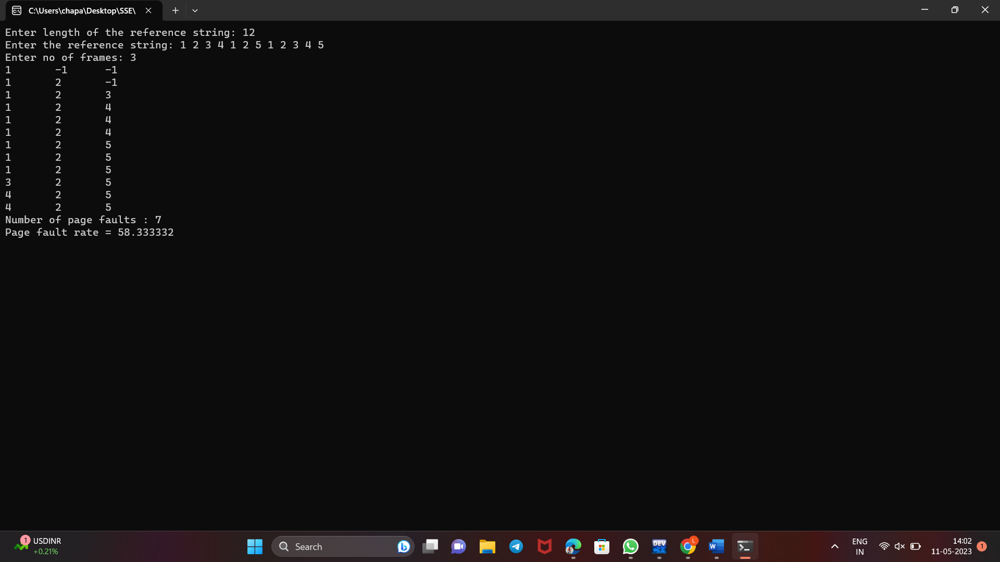 C:\Users\chapa\Desktop\SSE\
Enter length of the reference string: 12
Enter the reference string: 1 2 3 4 1 2 5 1 2 3 4 5
Enter no of frames: 3
1 -1 -1
1 2 -1
1 2 3
1 2 4
1 2 4
1 2 4
1 2 5
1 2 5
1 2 5
3 2 5
4 2 5
4 2 5
Number of page faults : 7
Page fault rate = 58.333332
1 USDINR
+0.21%
Search
DEV
C++
L
W
ENG
IN
14:02
11-05-2023
1